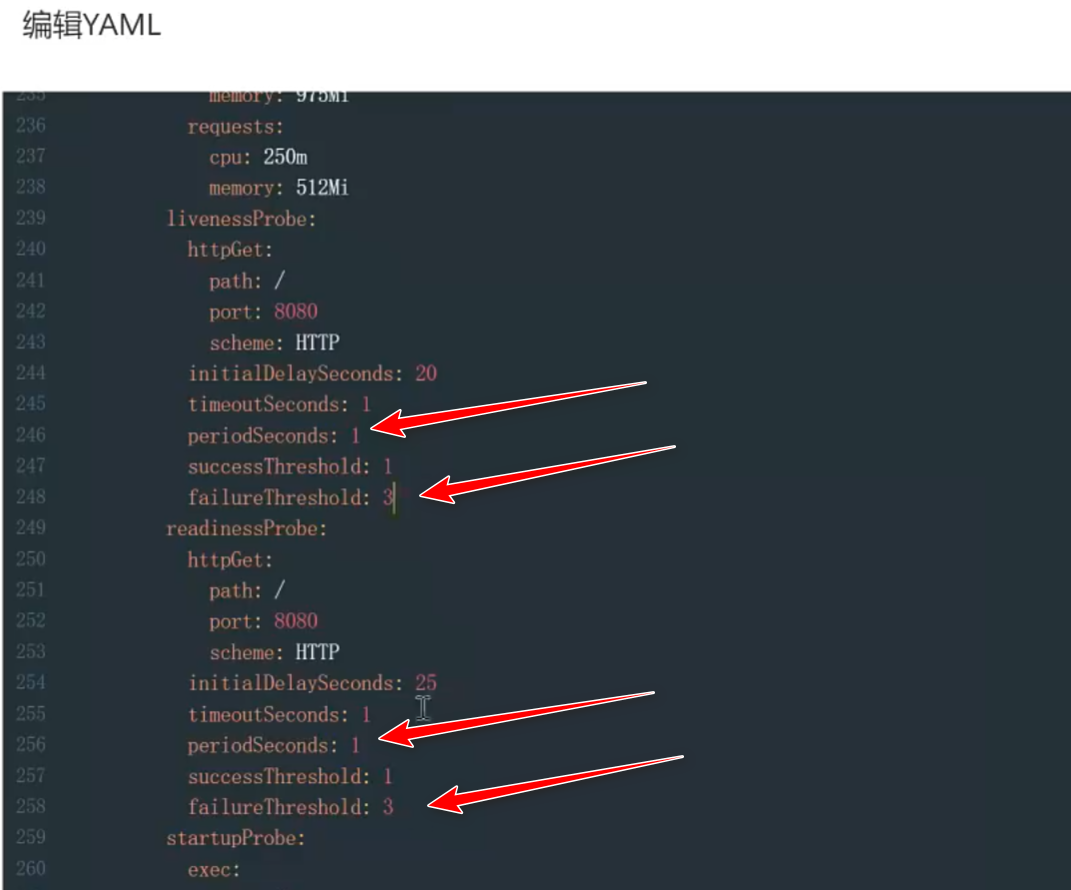 编辑YAML
235 memory: 975Mi
236 requests:
237 cpu: 250m
238 memory: 512Mi
239 livenessProbe:
240 httpGet:
241 path: /
242 port: 8080
243 scheme: HTTP
244 initialDelaySeconds: 20
245 timeoutSeconds: 1
246 periodSeconds: 1
247 successThreshold: 1
248 failureThreshold: 3
249 readinessProbe:
250 httpGet:
251 path: /
252 port: 8080
253 scheme: HTTP
254 initialDelaySeconds: 25
255 timeoutSeconds: 1
256 periodSeconds: 1
257 successThreshold: 1
258 failureThreshold: 3
259 startupProbe:
260 exec: